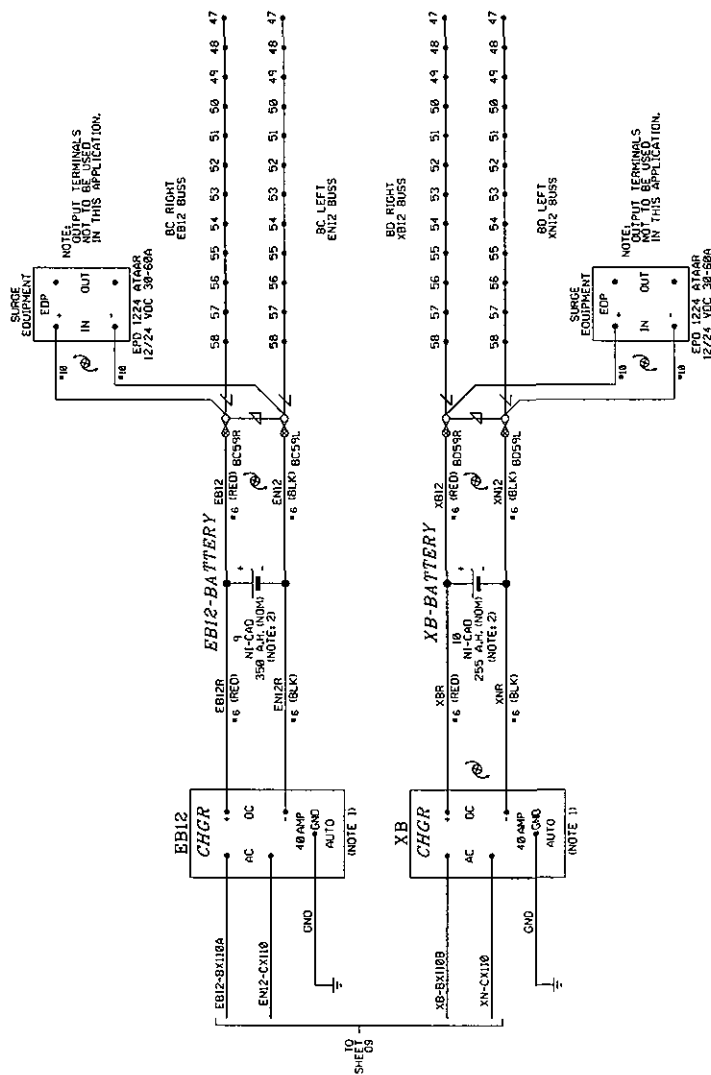 TO
SHEET
09
EB12-BX110A
EN12-CX110
GND
EB12
CHGR
AC
DC
+
-
40 AMP
GND
AUTO
(NOTE 1)
EB12R
#6 (RED)
EN12R
#6 (BLK)
EB12-BATTERY
+
-
9
NI-CAD
350 A.H. (NOM)
(NOTE: 2)
EB12
#6 (RED)
EN12
#6 (BLK)
BC59R
BC59L
#10
#10
SURGE
EQUIPMENT
EDP
+
-
IN
OUT
EPD 1224 ATAAR
12/24 VDC 30-60A
NOTE:
OUTPUT TERMINALS
NOT TO BE USED
IN THIS APPLICATION.
58 57 56 55 54 53 52 51 50 49 48 47
BC RIGHT
EB12 BUSS
58 57 56 55 54 53 52 51 50 49 48 47
BC LEFT
EN12 BUSS
XB-BX110B
XN-CX110
GND
XB
CHGR
AC
DC
+
-
40 AMP
GND
AUTO
(NOTE 1)
XBR
#6 (RED)
XNR
#6 (BLK)
XB-BATTERY
+
-
10
NI-CAD
255 A.H. (NOM)
(NOTE: 2)
XB12
#6 (RED)
XN12
#6 (BLK)
BD59R
BD59L
58 57 56 55 54 53 52 51 50 49 48 47
BD RIGHT
XB12 BUSS
58 57 56 55 54 53 52 51 50 49 48 47
BD LEFT
XN12 BUSS
#10
#10
SURGE
EQUIPMENT
EDP
+
-
IN
OUT
EPD 1224 ATAAR
12/24 VDC 30-60A
NOTE:
OUTPUT TERMINALS
NOT TO BE USED
IN THIS APPLICATION.